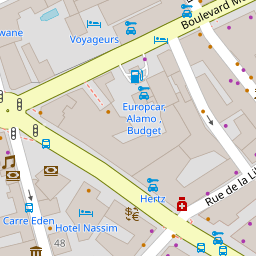 Boulevard M
wane
Voyageurs
Europcar,
Alamo
, Budget
Hertz
Rue de la Li
Carre Eden
Hotel Nassim
48